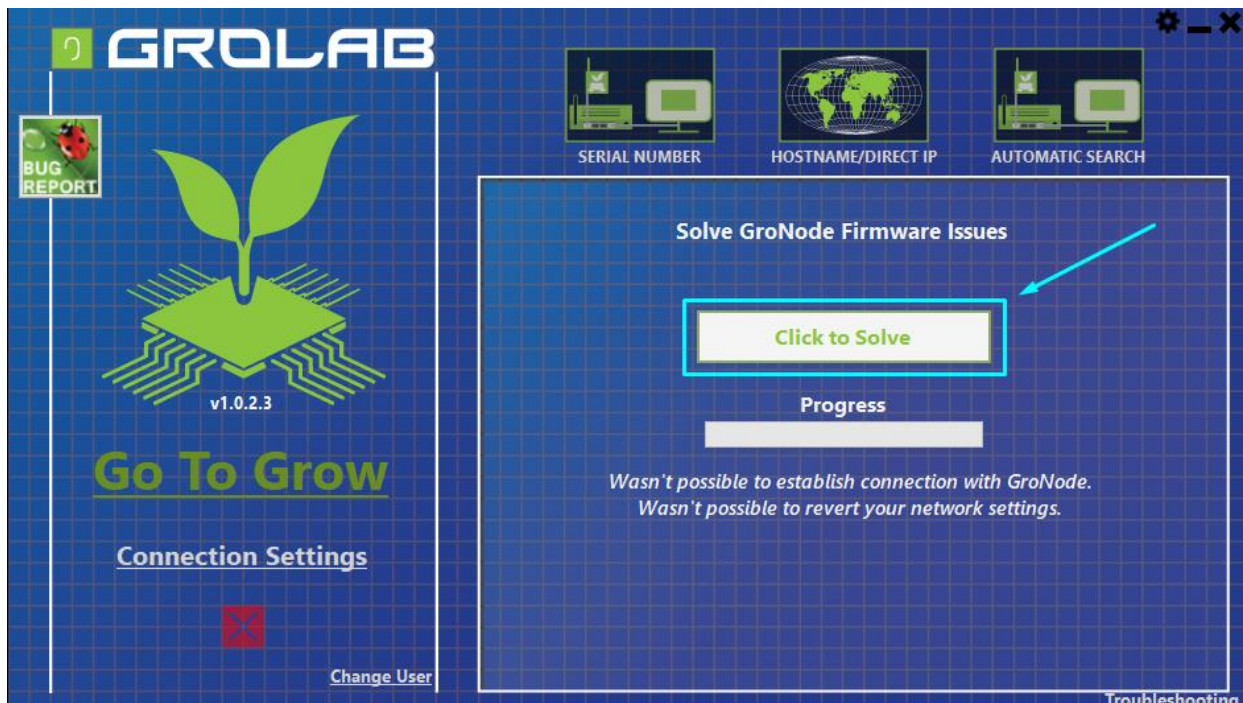 GROLAB
BUG
REPORT
v1.0.2.3
Go To Grow
Connection Settings
Change User
SERIAL NUMBER
HOSTNAME/DIRECT IP
AUTOMATIC SEARCH
Solve GroNode Firmware Issues
Click to Solve
Progress
Wasn't possible to establish connection with GroNode.
Wasn't possible to revert your network settings.
Troubleshooting